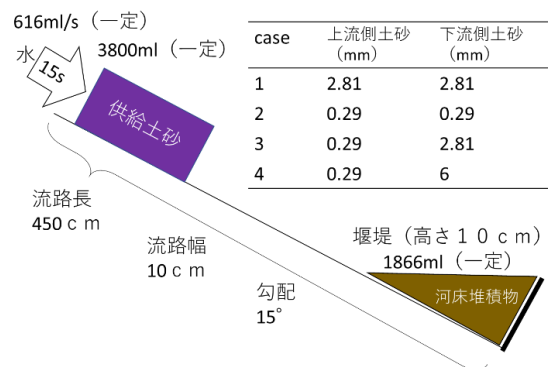 616ml/s（一定）
3800ml（一定）
水
15s
供給土砂
流路長
450ｃｍ
流路幅
10cm
勾配
15°
case 上流側土砂（mm） 下流側土砂（mm）
1 2.81 2.81
2 0.29 0.29
3 0.29 2.81
4 0.29 6
堰堤（高さ１０ｃｍ）
1866ml（一定）
河床堆積物